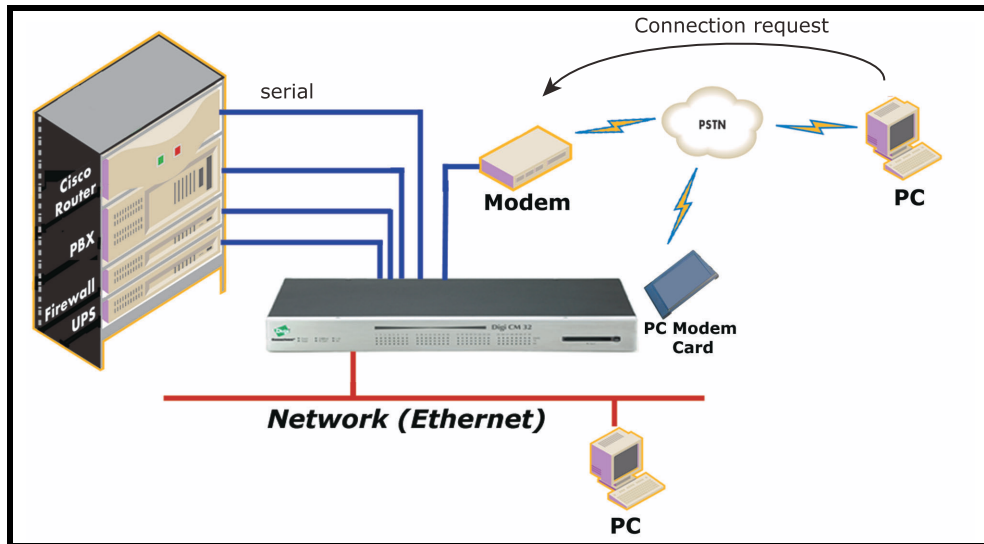 Connection request
serial
PSTN
Cisco
Router
PBX
Firewall
UPS
Modem
PC
Digi CM 32
PC Modem
Card
Network (Ethernet)
PC